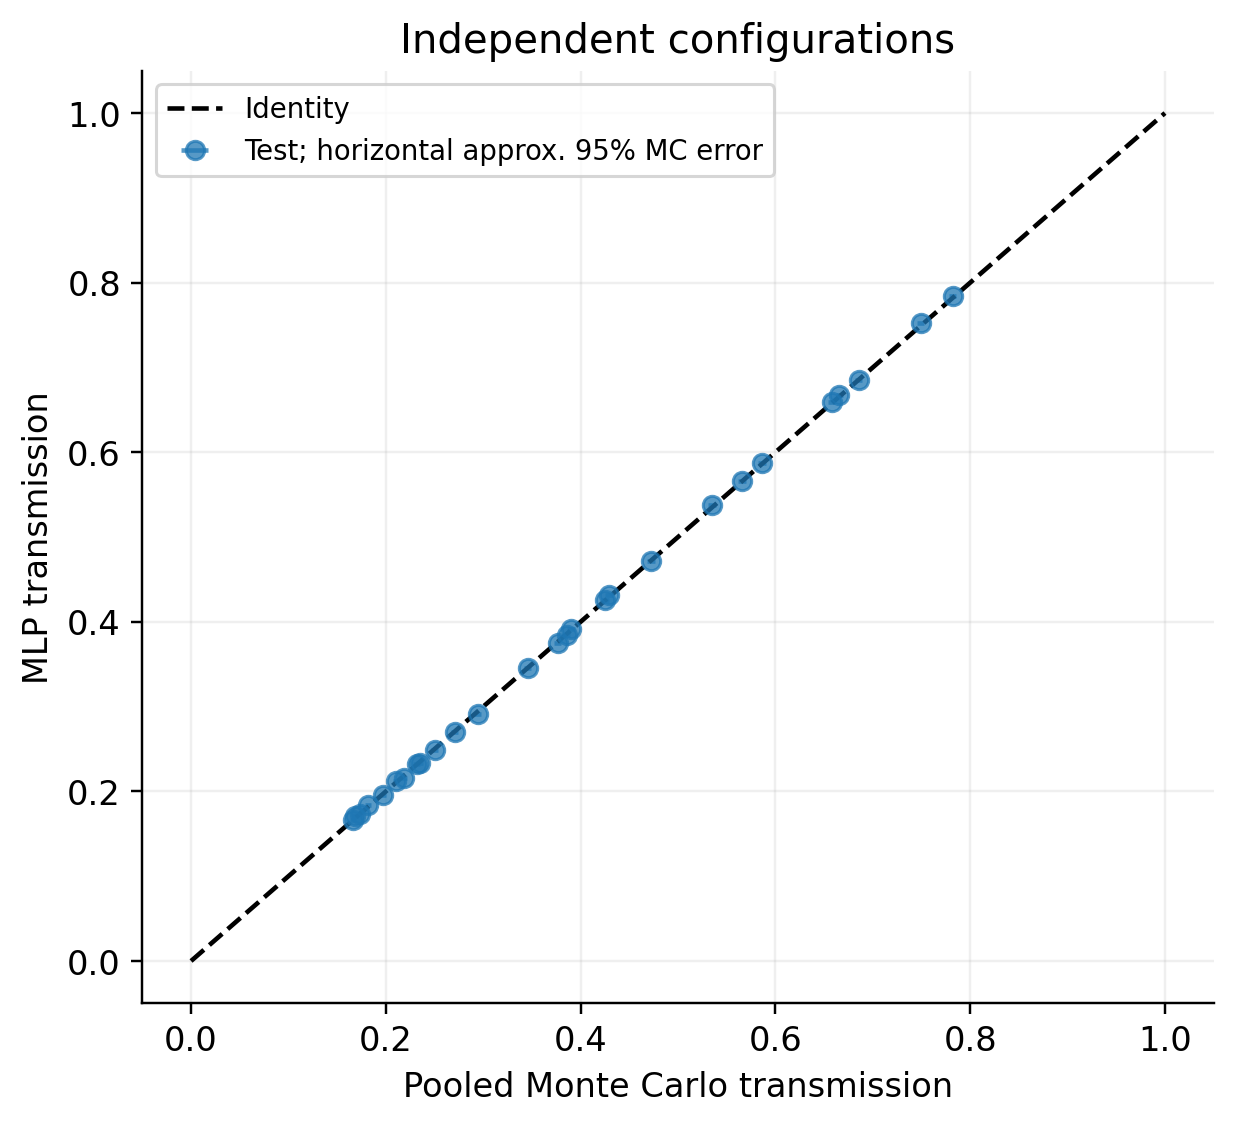 Independent configurations
Identity
Test; horizontal approx. 95% MC error
MLP transmission
1.0
0.8
0.6
0.4
0.2
0.0
0.0 0.2 0.4 0.6 0.8 1.0
Pooled Monte Carlo transmission